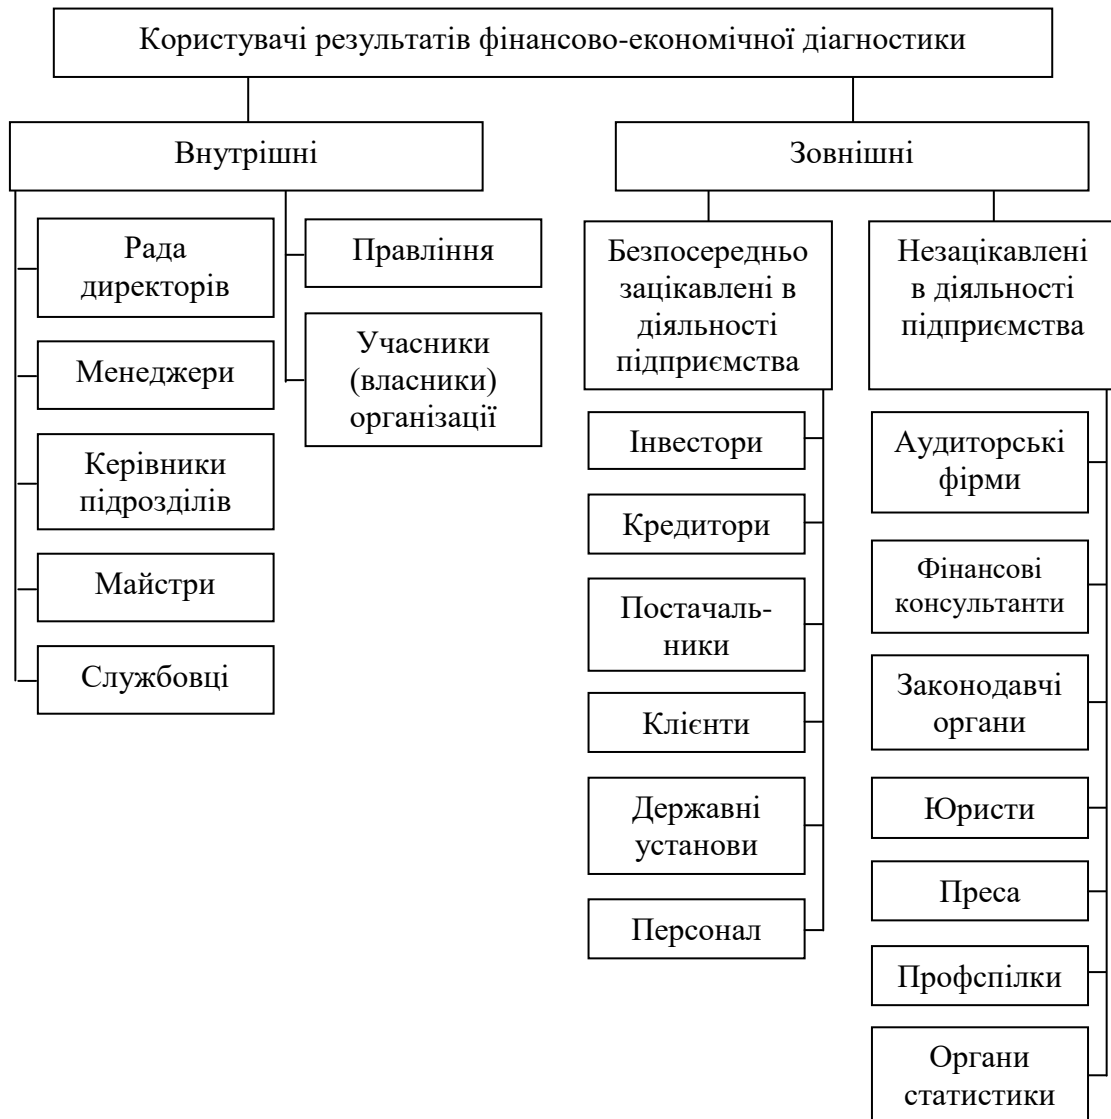 Користувачі результатів фінансово-економічної діагностики
Внутрішні
Рада
директорів
Менеджери
Керівники
підрозділів
Майстри
Службовці
Правління
Учасники
(власники)
організації
Зовнішні
Безпосередньо
зацікавлені в
діяльності
підприємства
Інвестори
Кредитори
Постачаль-
ники
Клієнти
Державні
установи
Персонал
Незацікавлені
в діяльності
підприємства
Аудиторські
фірми
Фінансові
консультанти
Законодавчі
органи
Юристи
Преса
Профспілки
Органи
статистики